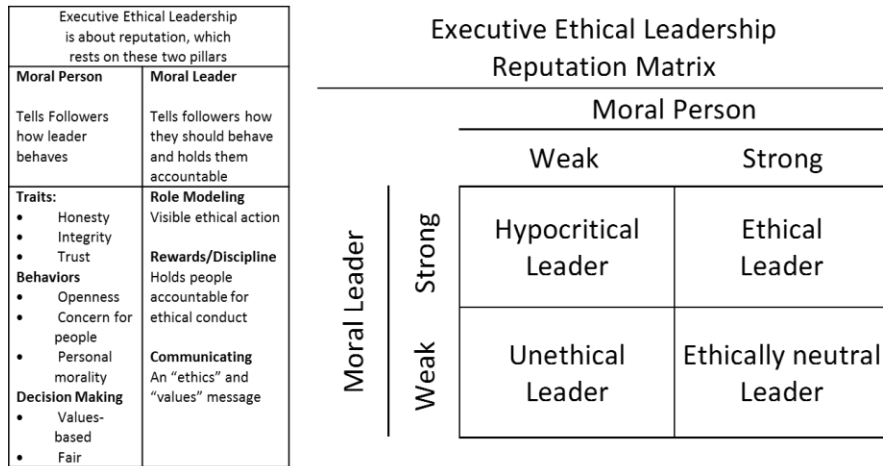 Executive Ethical Leadership
is about reputation, which
rests on these two pillars
Moral Person
Tells Followers
how leader
behaves
Moral Leader
Tells followers how
they should behave
and holds them
accountable
Traits:
• Honesty
• Integrity
• Trust
Behaviors
• Openness
• Concern for
people
• Personal
morality
Decision Making
• Values-
based
• Fair
Role Modeling
Visible ethical action
Rewards/Discipline
Holds people
accountable for
ethical conduct
Communicating
An “ethics” and
“values” message
Executive Ethical Leadership
Reputation Matrix
Moral Person
Weak Strong
Moral Leader
Strong
Hypocritical
Leader
Ethical
Leader
Weak
Unethical
Leader
Ethically neutral
Leader